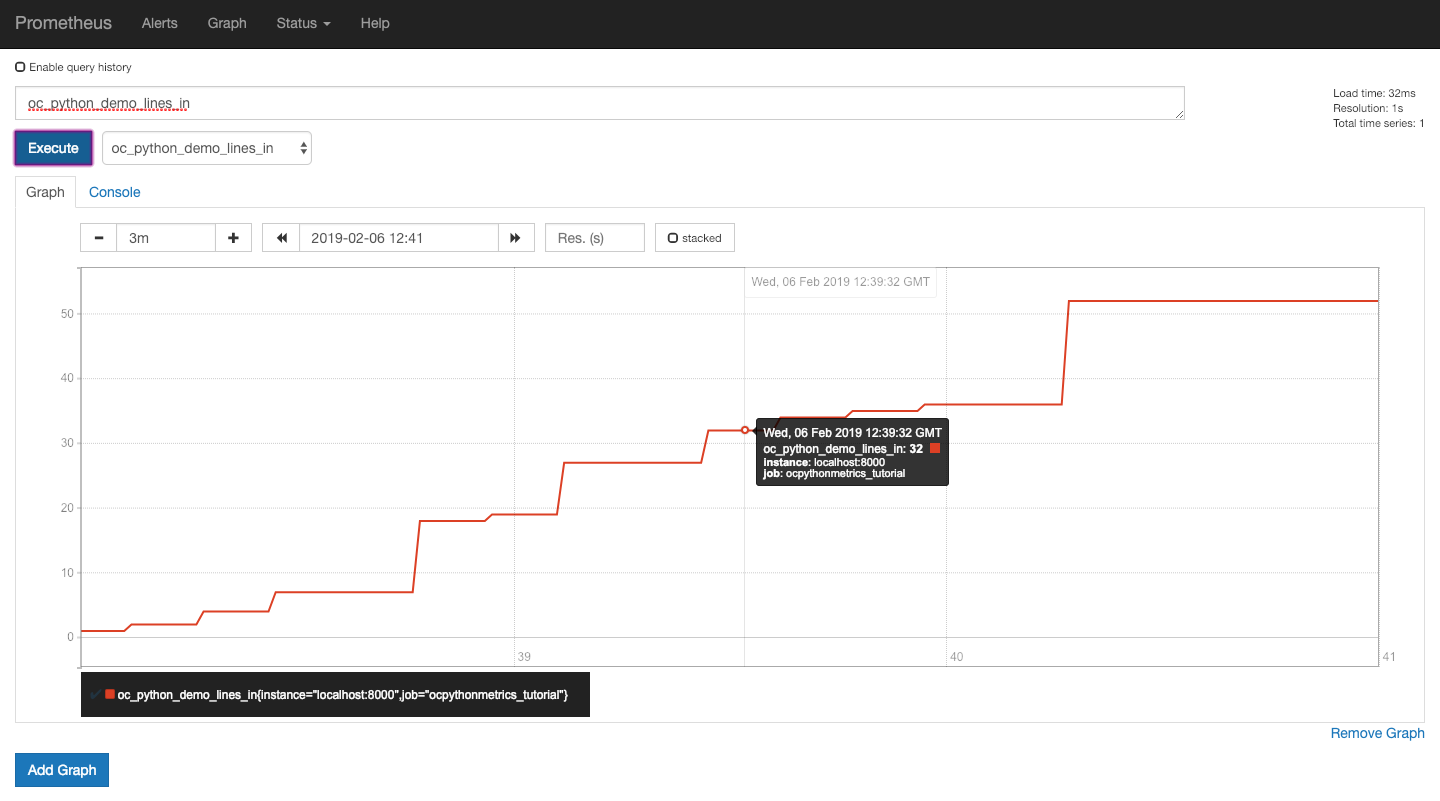 Prometheus Alerts Graph Status Help
Enable query history
oc_python_demo_lines_in
Load time: 32ms
Resolution: 1s
Total time series: 1
Execute oc_python_demo_lines_in
Graph Console
3m 2019-02-06 12:41 Res. (s) stacked
Wed, 06 Feb 2019 12:39:32 GMT
50
40
30
20
10
0
Wed, 06 Feb 2019 12:39:32 GMT
oc_python_demo_lines_in: 32
instance: localhost:8000
job: ocpythonmetrics_tutorial
39 40 41
oc_python_demo_lines_in{instance="localhost:8000",job="ocpythonmetrics_tutorial"}
Remove Graph
Add Graph